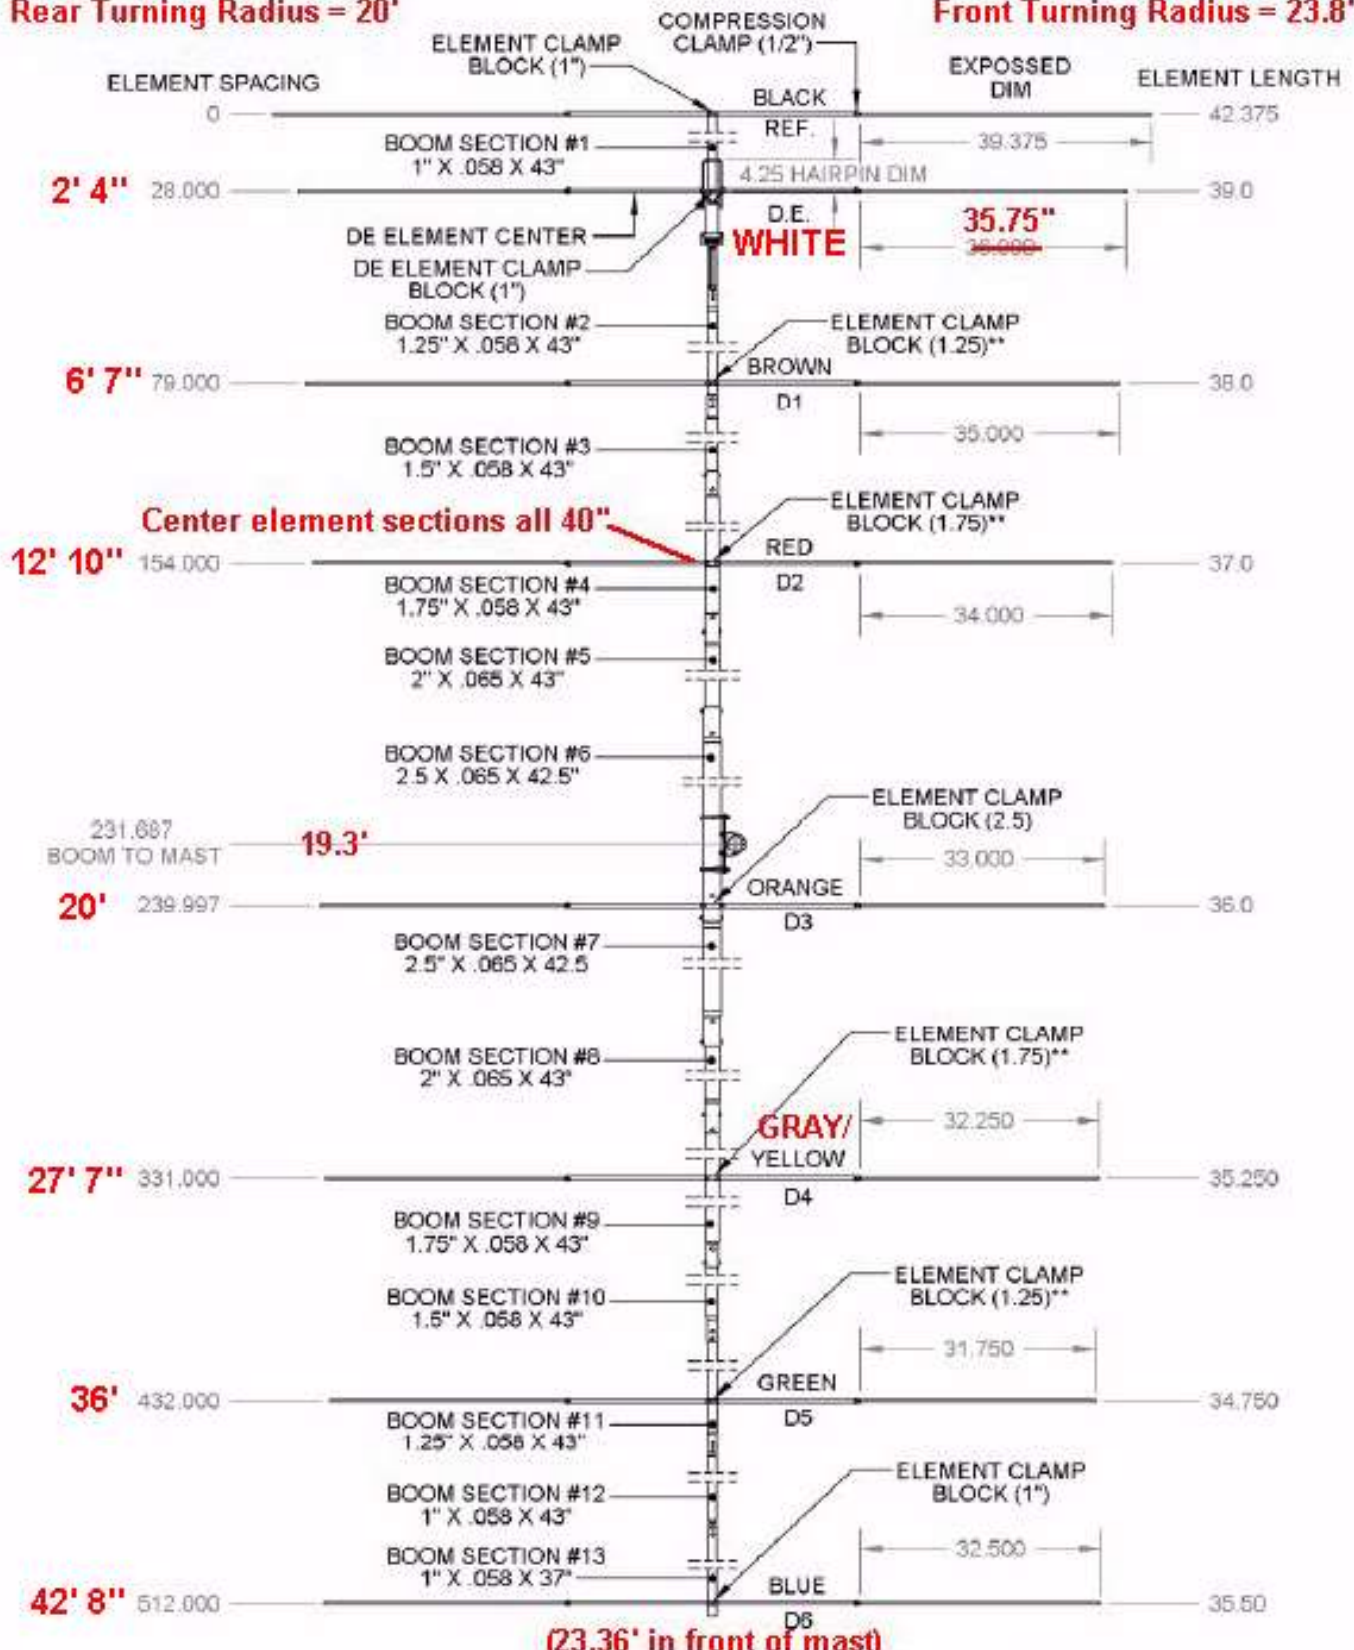 Rear Turning Radius = 20'
Front Turning Radius = 23.8'
COMPRESSION
CLAMP (1/2")
ELEMENT CLAMP
BLOCK (1")
ELEMENT SPACING
EXPOSSED
DIM
ELEMENT LENGTH
0
BLACK
42.375
REF.
39.375
BOOM SECTION #1
1" X .058 X 43"
4.25 HAIRPIN DIM
2' 4" 28.000
39.0
D.E.
WHITE
35.75"
36.000
DE ELEMENT CENTER
DE ELEMENT CLAMP
BLOCK (1")
BOOM SECTION #2
1.25" X .058 X 43"
ELEMENT CLAMP
BLOCK (1.25)**
6' 7" 79.000
BROWN
38.0
D1
35.000
BOOM SECTION #3
1.5" X .058 X 43"
ELEMENT CLAMP
BLOCK (1.75)**
Center element sections all 40"
RED
12' 10" 154.000
37.0
D2
BOOM SECTION #4
1.75" X .058 X 43"
34.000
BOOM SECTION #5
2" X .065 X 43"
BOOM SECTION #6
2.5 X .065 X 42.5"
ELEMENT CLAMP
BLOCK (2.5)
231.687
BOOM TO MAST
19.3'
33.000
ORANGE
20' 239.997
36.0
D3
BOOM SECTION #7
2.5" X .065 X 42.5
ELEMENT CLAMP
BLOCK (1.75)**
BOOM SECTION #8
2" X .065 X 43"
32.250
GRAY/
YELLOW
27' 7" 331.000
35.250
D4
BOOM SECTION #9
1.75" X .058 X 43"
ELEMENT CLAMP
BLOCK (1.25)**
BOOM SECTION #10
1.5" X .058 X 43"
31.750
GREEN
36' 432.000
34.750
D5
BOOM SECTION #11
1.25" X .058 X 43"
ELEMENT CLAMP
BLOCK (1")
BOOM SECTION #12
1" X .058 X 43"
32.500
BOOM SECTION #13
1" X .058 X 37"
BLUE
42' 8" 512.000
35.50
D6
(23.36' in front of mast)